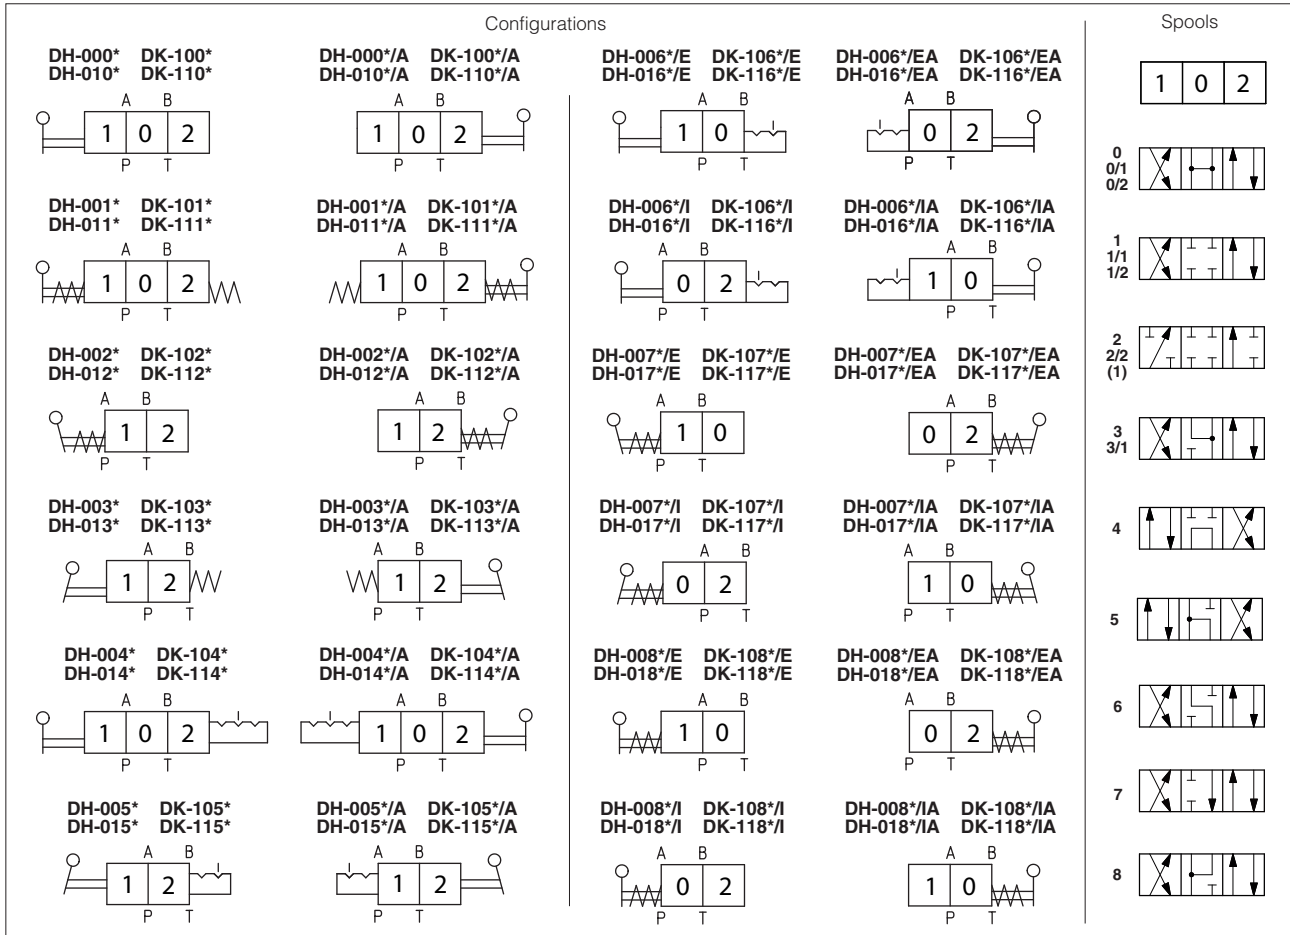 Configurations
Spools
DH-000* DK-100*
DH-010* DK-110*
A B
1 0 2
P T
DH-000*/A DK-100*/A
DH-010*/A DK-110*/A
A B
1 0 2
P T
DH-001* DK-101*
DH-011* DK-111*
A B
1 0 2
P T
DH-001*/A DK-101*/A
DH-011*/A DK-111*/A
A B
1 0 2
P T
DH-002* DK-102*
DH-012* DK-112*
A B
1 2
P T
DH-002*/A DK-102*/A
DH-012*/A DK-112*/A
A B
1 2
P T
DH-003* DK-103*
DH-013* DK-113*
A B
1 2
P T
DH-003*/A DK-103*/A
DH-013*/A DK-113*/A
A B
1 2
P T
DH-004* DK-104*
DH-014* DK-114*
A B
1 0 2
P T
DH-004*/A DK-104*/A
DH-014*/A DK-114*/A
A B
1 0 2
P T
DH-005* DK-105*
DH-015* DK-115*
A B
1 2
P T
DH-005*/A DK-105*/A
DH-015*/A DK-115*/A
A B
1 2
P T
DH-006*/E DK-106*/E
DH-016*/E DK-116*/E
A B
1 0
P T
DH-006*/EA DK-106*/EA
DH-016*/EA DK-116*/EA
A B
0 2
P T
DH-006*/I DK-106*/I
DH-016*/I DK-116*/I
A B
0 2
P T
DH-006*/IA DK-106*/IA
DH-016*/IA DK-116*/IA
A B
1 0
P T
DH-007*/E DK-107*/E
DH-017*/E DK-117*/E
A B
1 0
P T
DH-007*/EA DK-107*/EA
DH-017*/EA DK-117*/EA
A B
0 2
P T
DH-007*/I DK-107*/I
DH-017*/I DK-117*/I
A B
0 2
P T
DH-007*/IA DK-107*/IA
DH-017*/IA DK-117*/IA
A B
1 0
P T
DH-008*/E DK-108*/E
DH-018*/E DK-118*/E
A B
1 0
P T
DH-008*/EA DK-108*/EA
DH-018*/EA DK-118*/EA
A B
0 2
P T
DH-008*/I DK-108*/I
DH-018*/I DK-118*/I
A B
0 2
P T
DH-008*/IA DK-108*/IA
DH-018*/IA DK-118*/IA
A B
1 0
P T
1 0 2
0
0/1
0/2
1
1/1
1/2
2
2/2
(1)
3
3/1
4
5
6
7
8